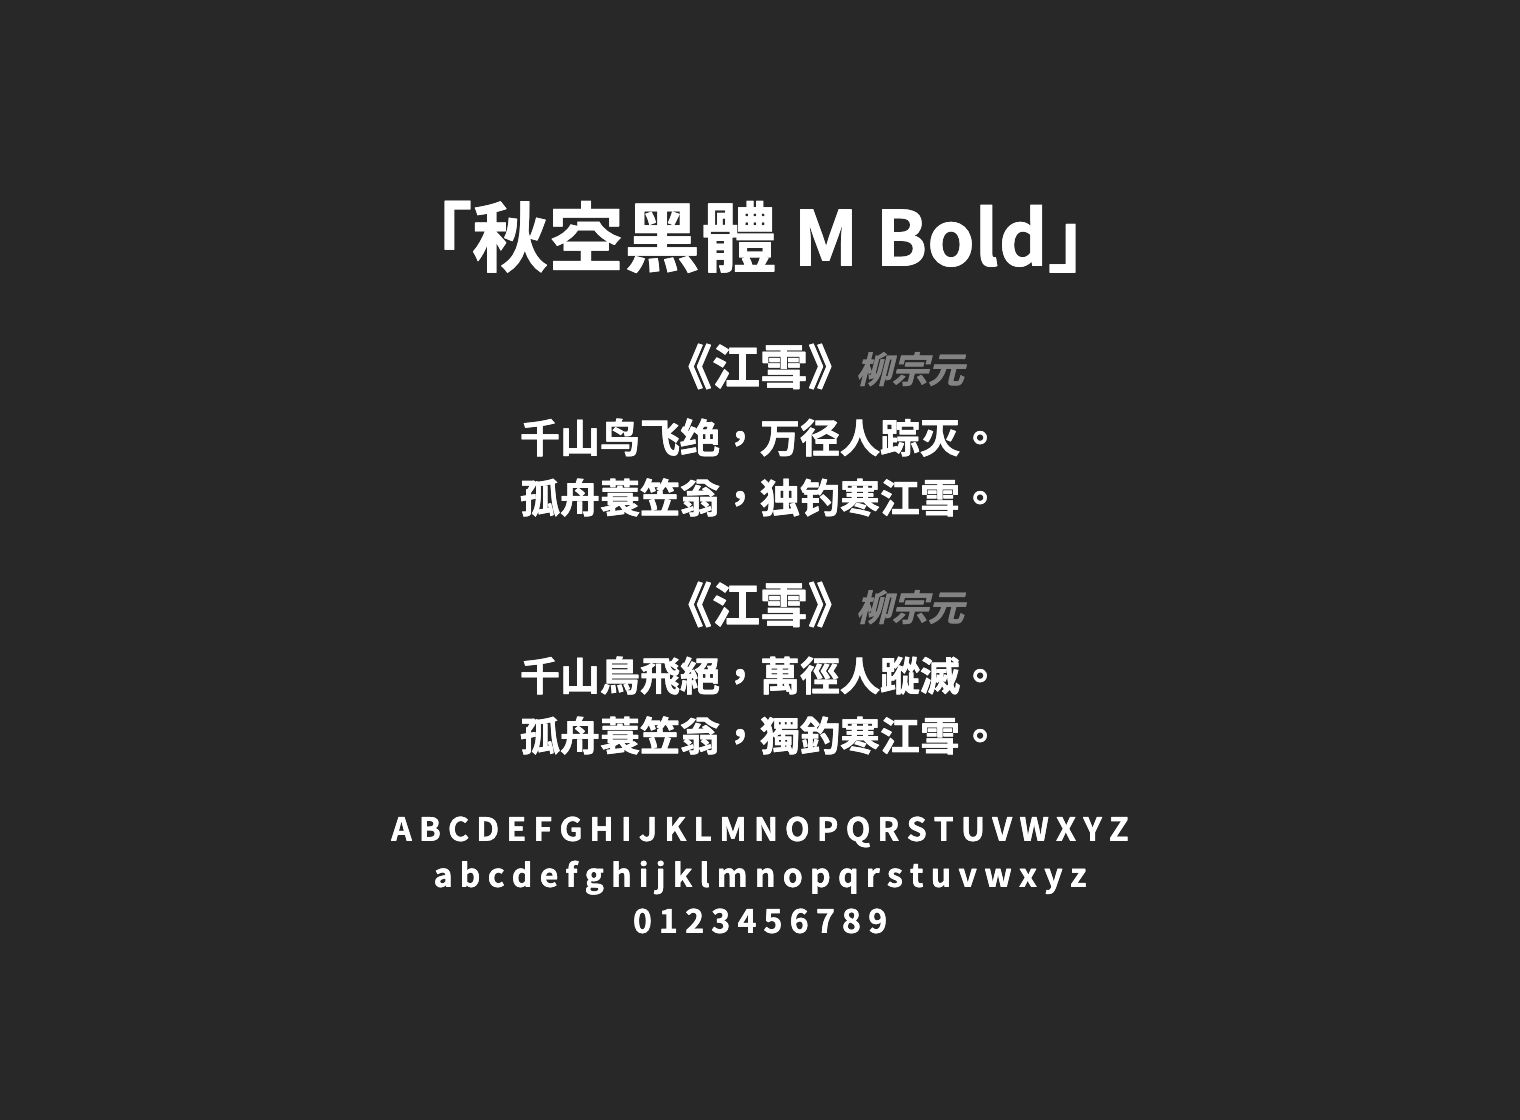 「秋空黑體 M Bold」
《江雪》 柳宗元
千山鸟飞绝，万径人踪灭。
孤舟蓑笠翁，独钓寒江雪。
《江雪》 柳宗元
千山鳥飛絕，萬徑人蹤滅。
孤舟蓑笠翁，獨釣寒江雪。
A B C D E F G H I J K L M N O P Q R S T U V W X Y Z
a b c d e f g h i j k l m n o p q r s t u v w x y z
0 1 2 3 4 5 6 7 8 9